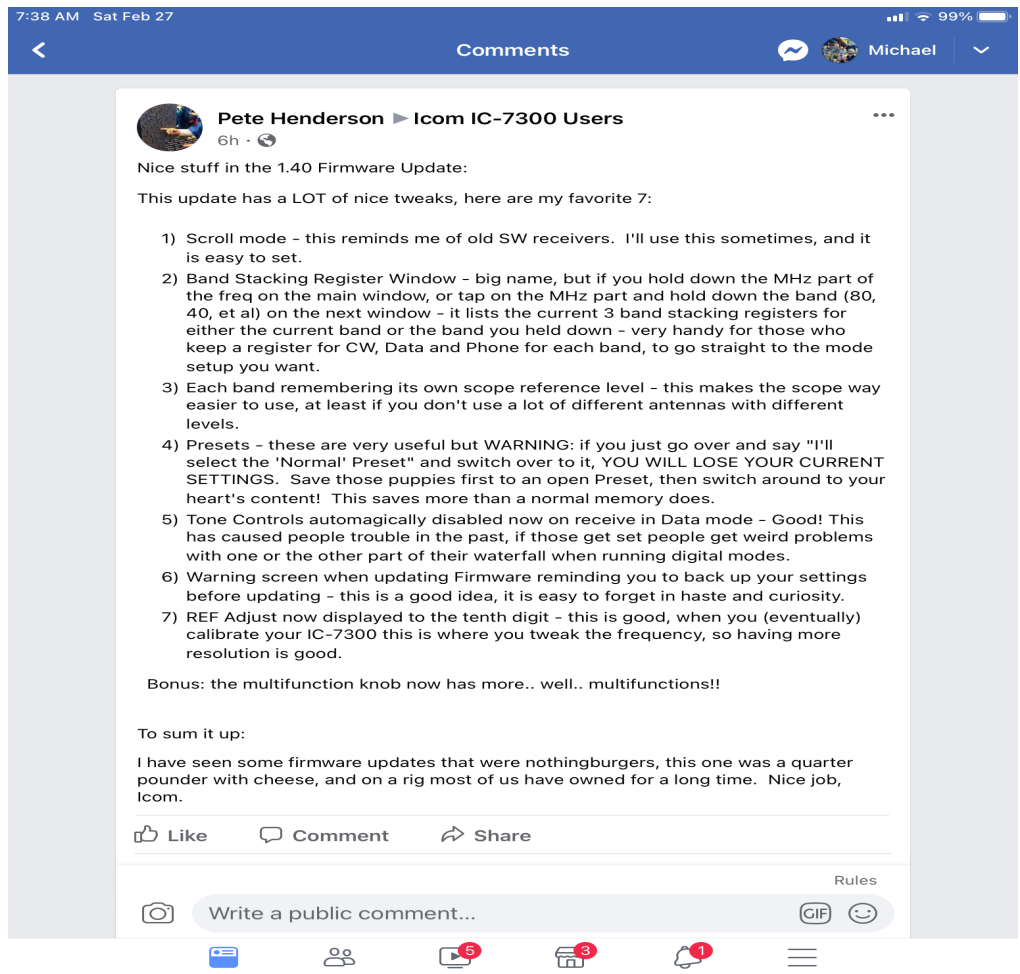 7:38 AM Sat Feb 27
99%
Comments
Michael
Pete Henderson ▶ Icom IC-7300 Users
6h ·
Nice stuff in the 1.40 Firmware Update:
This update has a LOT of nice tweaks, here are my favorite 7:
1) Scroll mode – this reminds me of old SW receivers.  I'll use this sometimes, and it
is easy to set.
2) Band Stacking Register Window – big name, but if you hold down the MHz part of
the freq on the main window, or tap on the MHz part and hold down the band (80,
40, et al) on the next window – it lists the current 3 band stacking registers for
either the current band or the band you held down – very handy for those who
keep a register for CW, Data and Phone for each band, to go straight to the mode
setup you want.
3) Each band remembering its own scope reference level – this makes the scope way
easier to use, at least if you don't use a lot of different antennas with different
levels.
4) Presets – these are very useful but WARNING: if you just go over and say "I'll
select the 'Normal' Preset" and switch over to it, YOU WILL LOSE YOUR CURRENT
SETTINGS.  Save those puppies first to an open Preset, then switch around to your
heart's content!  This saves more than a normal memory does.
5) Tone Controls automagically disabled now on receive in Data mode – Good! This
has caused people trouble in the past, if those get set people get weird problems
with one or the other part of their waterfall when running digital modes.
6) Warning screen when updating Firmware reminding you to back up your settings
before updating – this is a good idea, it is easy to forget in haste and curiosity.
7) REF Adjust now displayed to the tenth digit – this is good, when you (eventually)
calibrate your IC-7300 this is where you tweak the frequency, so having more
resolution is good.
Bonus: the multifunction knob now has more.. well.. multifunctions!!
To sum it up:
I have seen some firmware updates that were nothingburgers, this one was a quarter
pounder with cheese, and on a rig most of us have owned for a long time.  Nice job,
Icom.
Like
Comment
Share
Rules
Write a public comment...
GIF
5
3
1